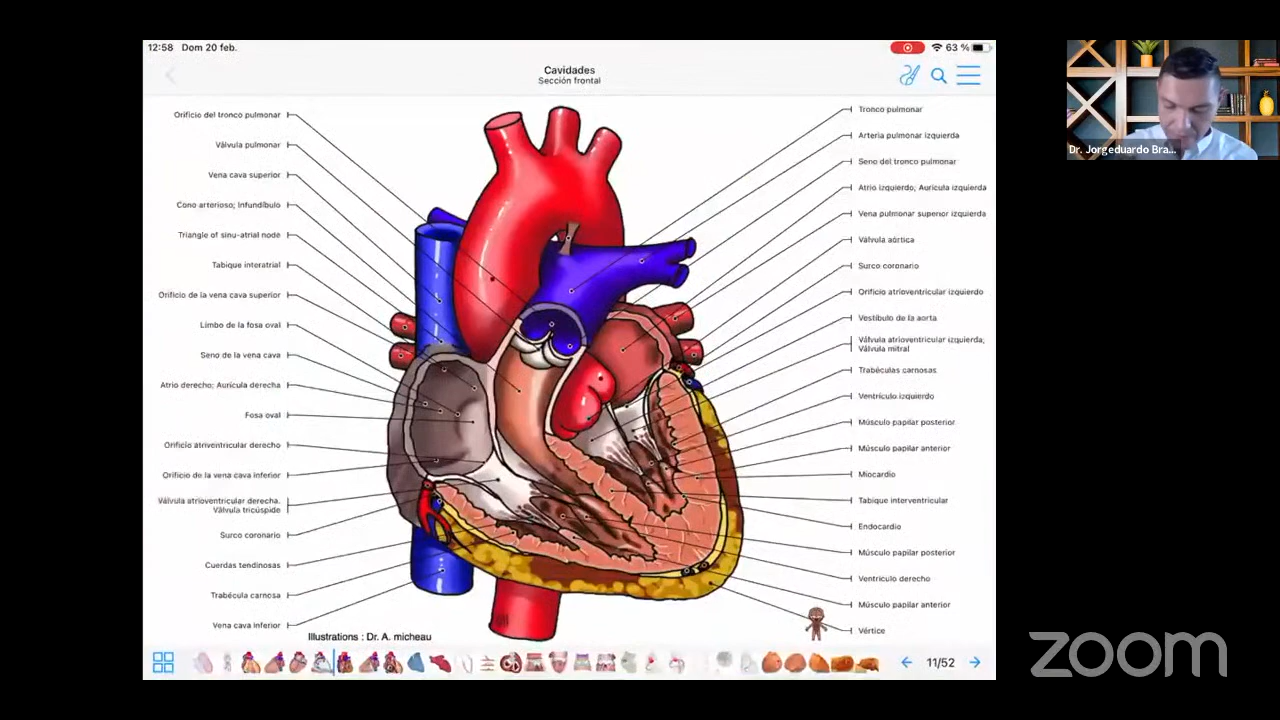 12:58 Dom 20 feb.
63 %
Cavidades
Sección frontal
Orificio del tronco pulmonar
Válvula pulmonar
Vena cava superior
Cono arterioso; Infundíbulo
Triangle of sinu-atrial node
Tabique interatrial
Orificio de la vena cava superior
Limbo de la fosa oval
Seno de la vena cava
Atrio derecho; Aurícula derecha
Fosa oval
Orificio atriventricular derecho
Orificio de la vena cava inferior
Válvula atrioventricular derecha.
Válvula tricúspide
Surco coronario
Cuerdas tendinosas
Trabécula carnosa
Vena cava inferior
Tronco pulmonar
Arteria pulmonar izquierda
Seno del tronco pulmonar
Atrio izquierdo; Aurícula izquierda
Vena pulmonar superior izquierda
Válvula aórtica
Surco coronario
Orificio atrioventricular izquierdo
Vestíbulo de la aorta
Válvula atrioventricular izquierda;
Válvula mitral
Trabéculas carnosas
Ventrículo izquierdo
Músculo papilar posterior
Músculo papilar anterior
Miocardio
Tabique interventricular
Endocardio
Músculo papilar posterior
Ventrículo derecho
Músculo papilar anterior
Vértice
Illustrations : Dr. A. micheau
11/52
Dr. Jorgeduardo Bra...
zoom